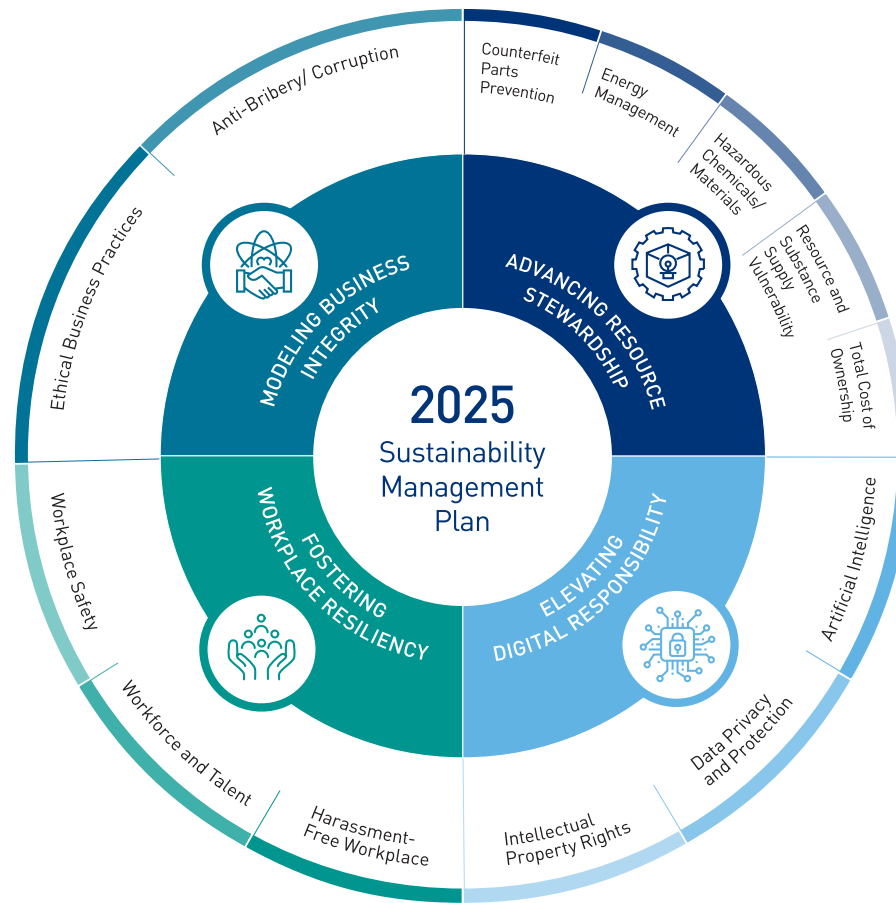 2025
Sustainability
Management
Plan
ADVANCING RESOURCE
STEWARDSHIP
Counterfeit
Parts
Prevention
Energy
Management
Hazardous
Chemicals/
Materials
Resource and
Substance
Supply
Vulnerability
Total Cost of
Ownership
ELEVATING
DIGITAL RESPONSIBILITY
Artificial Intelligence
Data Privacy
and Protection
Intellectual
Property Rights
FOSTERING
WORKPLACE RESILIENCY
Harassment-
Free Workplace
Workforce and Talent
Workplace Safety
MODELING BUSINESS
INTEGRITY
Ethical Business Practices
Anti-Bribery/ Corruption